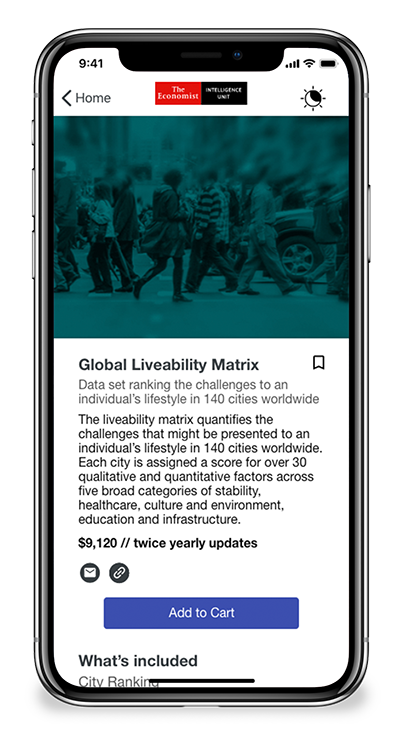 9:41
Home
The
Economist
INTELLIGENCE
UNIT
Global Liveability Matrix
Data set ranking the challenges to an
individual's lifestyle in 140 cities worldwide
The liveability matrix quantifies the
challenges that might be presented to an
individual's lifestyle in 140 cities worldwide.
Each city is assigned a score for over 30
qualitative and quantitative factors across
five broad categories of stability,
healthcare, culture and environment,
education and infrastructure.
$9,120 // twice yearly updates
Add to Cart
What's included
City Ranking